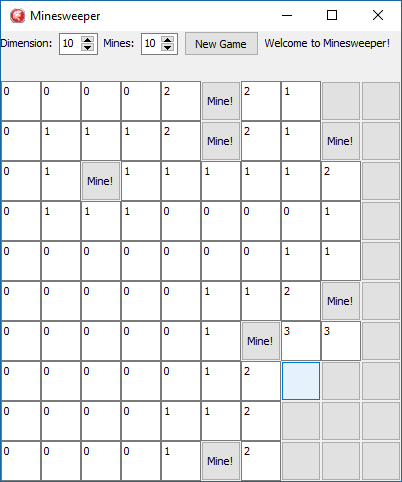 Minesweeper
Dimension: 10 Mines: 10 New Game Welcome to Minesweeper!
0 0 0 0 2 Mine! 2 1
0 1 1 1 2 Mine! 2 1 Mine!
0 1 Mine! 1 1 1 1 1 2
0 1 1 1 0 0 0 0 1
0 0 0 0 0 0 0 1 1
0 0 0 0 0 1 1 2 Mine!
0 0 0 0 0 1 Mine! 3 3
0 0 0 0 0 1 2
0 0 0 0 1 1 2
0 0 0 0 1 Mine! 2